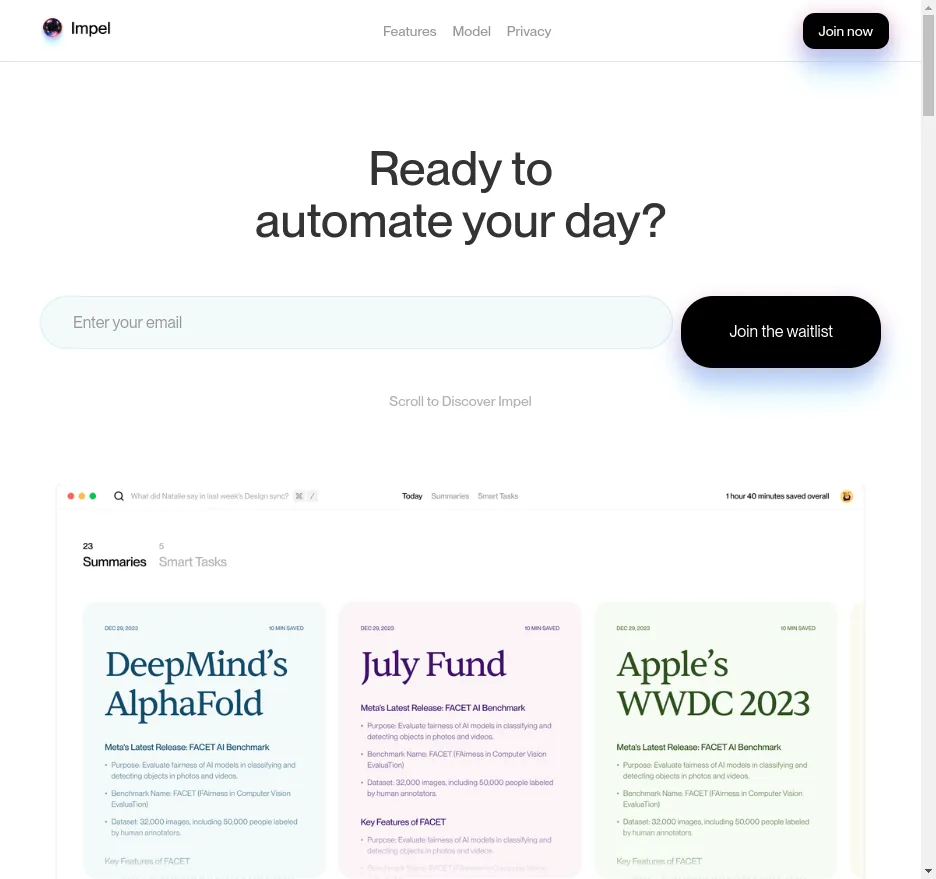 Impel
Features Model Privacy
Join now
Ready to
automate your day?
Enter your email
Join the waitlist
Scroll to Discover Impel
What did Natalie say in last week's Design sync? ⌘ /
Today Summaries Smart Tasks
1 hour 40 minutes saved overall
23
Summaries
5
Smart Tasks
DEC 29, 2023 10 MIN SAVED
DeepMind’s
AlphaFold
Meta's Latest Release: FACET AI Benchmark
• Purpose: Evaluate fairness of AI models in classifying and
detecting objects in photos and videos.
• Benchmark Name: FACET (FAirness in Computer Vision
EvaluaTion)
• Dataset: 32,000 images, including 50,000 people labeled
by human annotators.
Key Features of FACET
DEC 29, 2023 10 MIN SAVED
July Fund
Meta's Latest Release: FACET AI Benchmark
• Purpose: Evaluate fairness of AI models in classifying and
detecting objects in photos and videos.
• Benchmark Name: FACET (FAirness in Computer Vision
EvaluaTion)
• Dataset: 32,000 images, including 50,000 people labeled
by human annotators.
Key Features of FACET
• Purpose: Evaluate fairness of AI models in classifying and
detecting objects in photos and videos.
• Benchmark Name: FACET (FAirness in Computer Vision
DEC 29, 2023 10 MIN SAVED
Apple’s
WWDC 2023
Meta's Latest Release: FACET AI Benchmark
• Purpose: Evaluate fairness of AI models in classifying and
detecting objects in photos and videos.
• Benchmark Name: FACET (FAirness in Computer Vision
EvaluaTion)
• Dataset: 32,000 images, including 50,000 people labeled
by human annotators.
Key Features of FACET